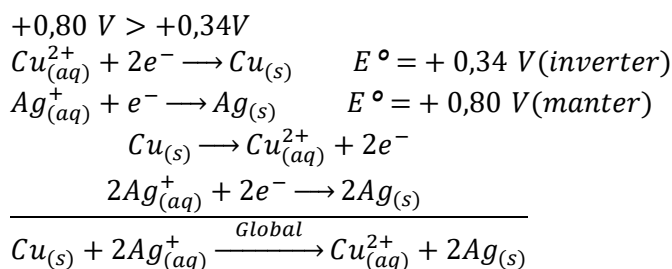 +0,80 V > +0,34V
Cu²⁺₍aq₎ + 2e⁻ ⟶ Cu₍s₎ E° = + 0,34 V(inverter)
Ag⁺₍aq₎ + e⁻ ⟶ Ag₍s₎ E° = + 0,80 V(manter)
Cu₍s₎ ⟶ Cu²⁺₍aq₎ + 2e⁻
2Ag⁺₍aq₎ + 2e⁻ ⟶ 2Ag₍s₎
Global
Cu₍s₎ + 2Ag⁺₍aq₎ ⟶ Cu²⁺₍aq₎ + 2Ag₍s₎